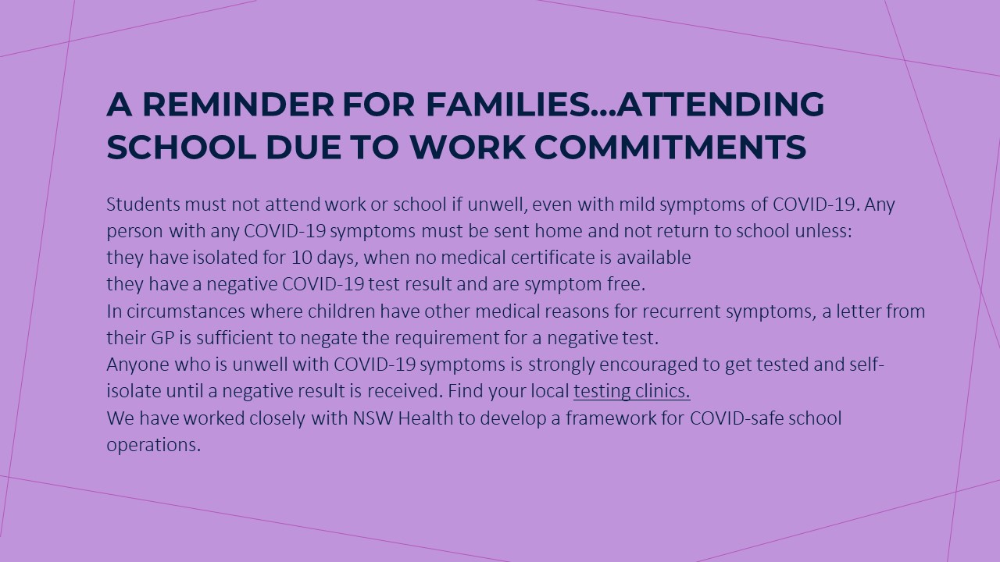 A REMINDER FOR FAMILIES...ATTENDING
SCHOOL DUE TO WORK COMMITMENTS
Students must not attend work or school if unwell, even with mild symptoms of COVID-19. Any
person with any COVID-19 symptoms must be sent home and not return to school unless:
they have isolated for 10 days, when no medical certificate is available
they have a negative COVID-19 test result and are symptom free.
In circumstances where children have other medical reasons for recurrent symptoms, a letter from
their GP is sufficient to negate the requirement for a negative test.
Anyone who is unwell with COVID-19 symptoms is strongly encouraged to get tested and self-
isolate until a negative result is received. Find your local testing clinics.
We have worked closely with NSW Health to develop a framework for COVID-safe school
operations.